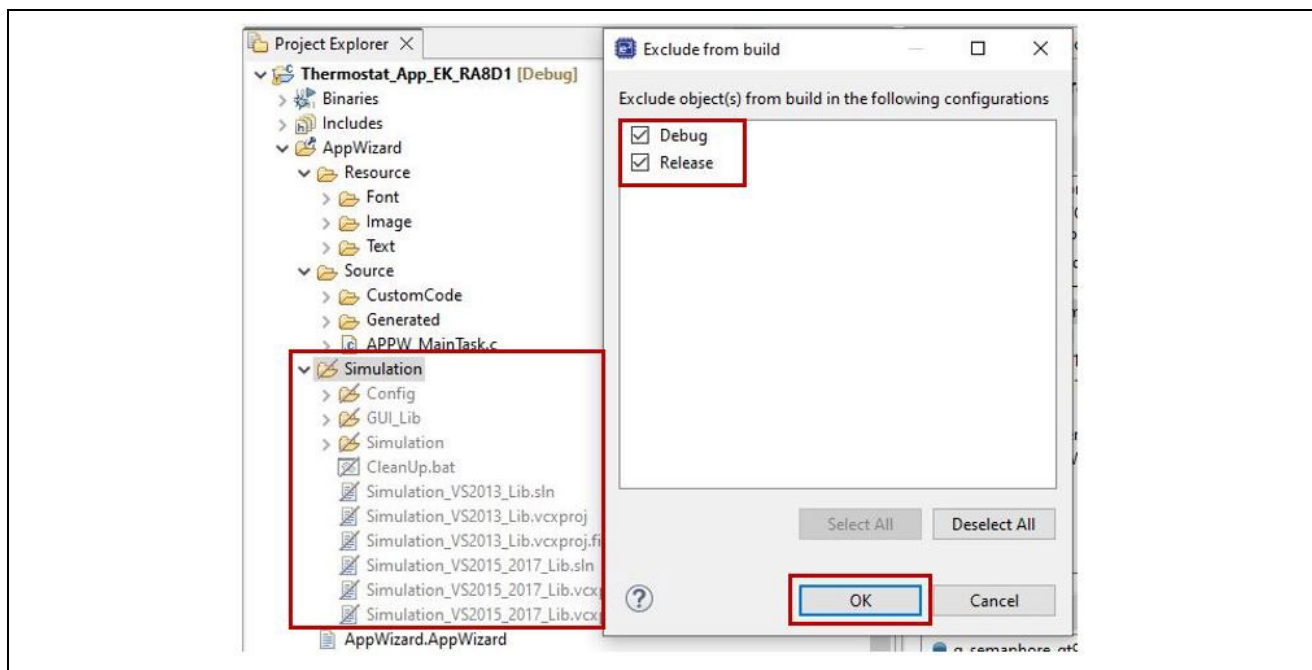 Project Explorer
Thermostat_App_EK_RA8D1 [Debug]
Binaries
Includes
AppWizard
Resource
Font
Image
Text
Source
CustomCode
Generated
APPW_MainTask.c
Simulation
Config
GUI_Lib
Simulation
CleanUp.bat
Simulation_VS2013_Lib.sln
Simulation_VS2013_Lib.vcxproj
Simulation_VS2013_Lib.vcxproj.fi
Simulation_VS2015_2017_Lib.sln
Simulation_VS2015_2017_Lib.vcx
Simulation_VS2015_2017_Lib.vcx
AppWizard.AppWizard
Exclude from build
Exclude object(s) from build in the following configurations
Debug
Release
Select All Deselect All
OK Cancel